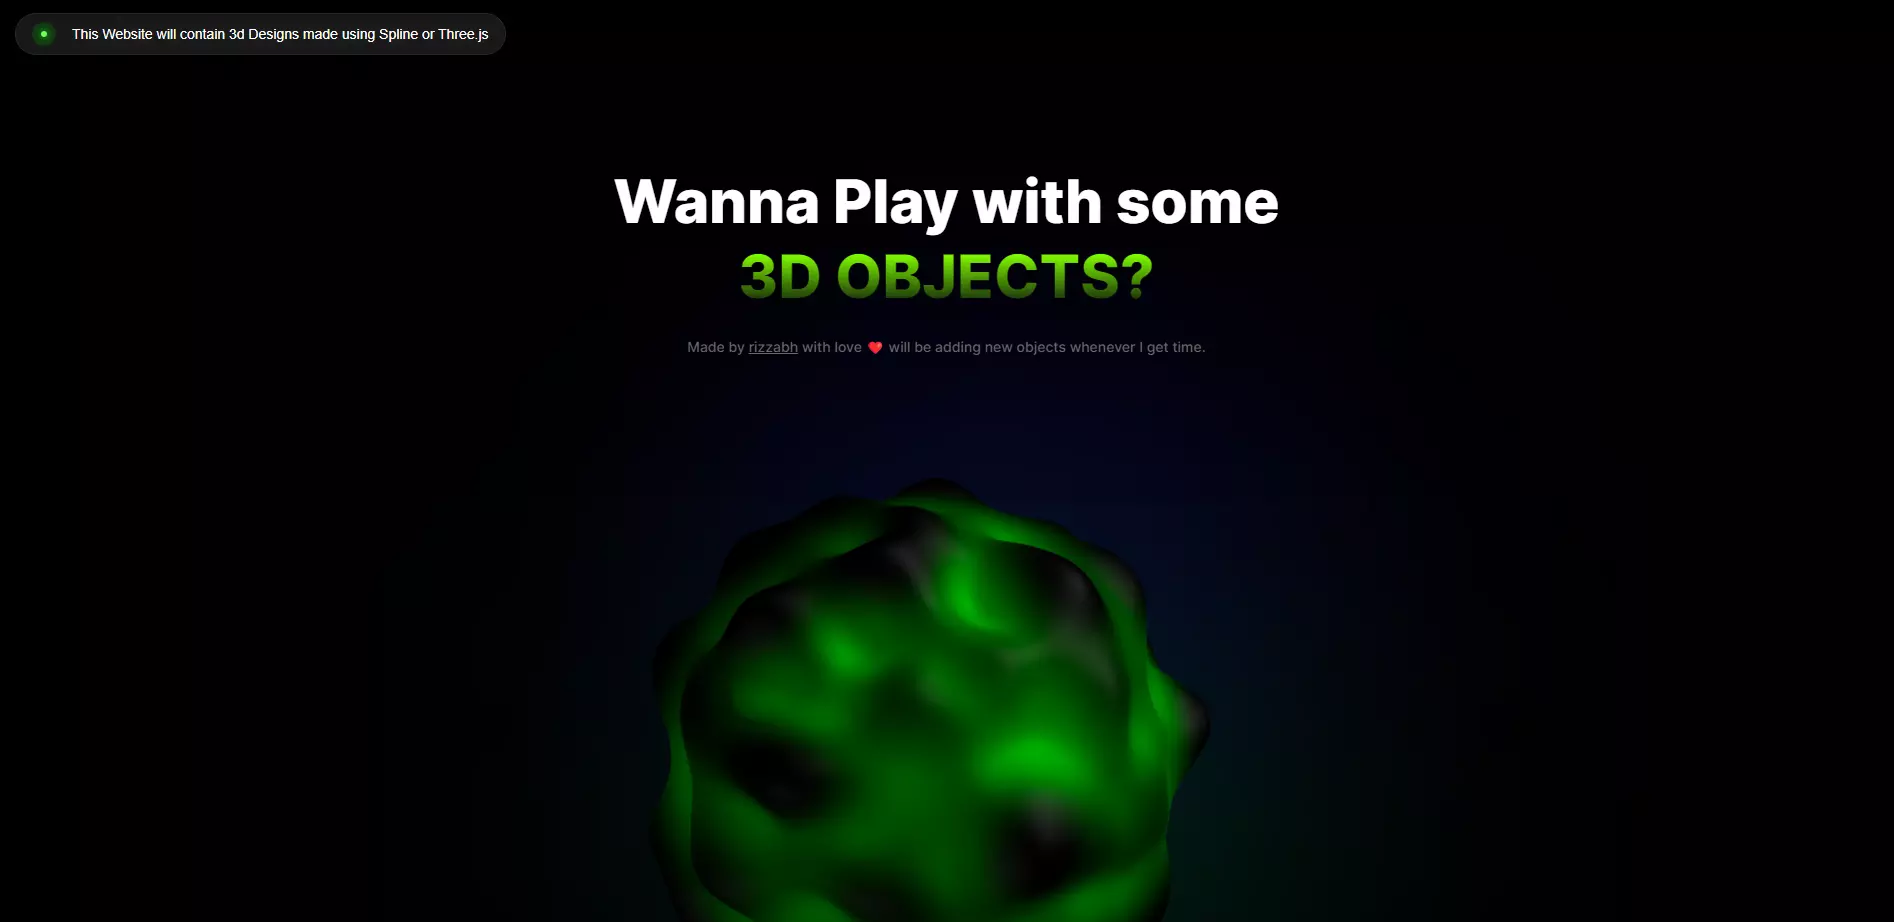 This Website will contain 3d Designs made using Spline or Three.js
Wanna Play with some
3D OBJECTS?
Made by rizzabh with love ❤️ will be adding new objects whenever I get time.